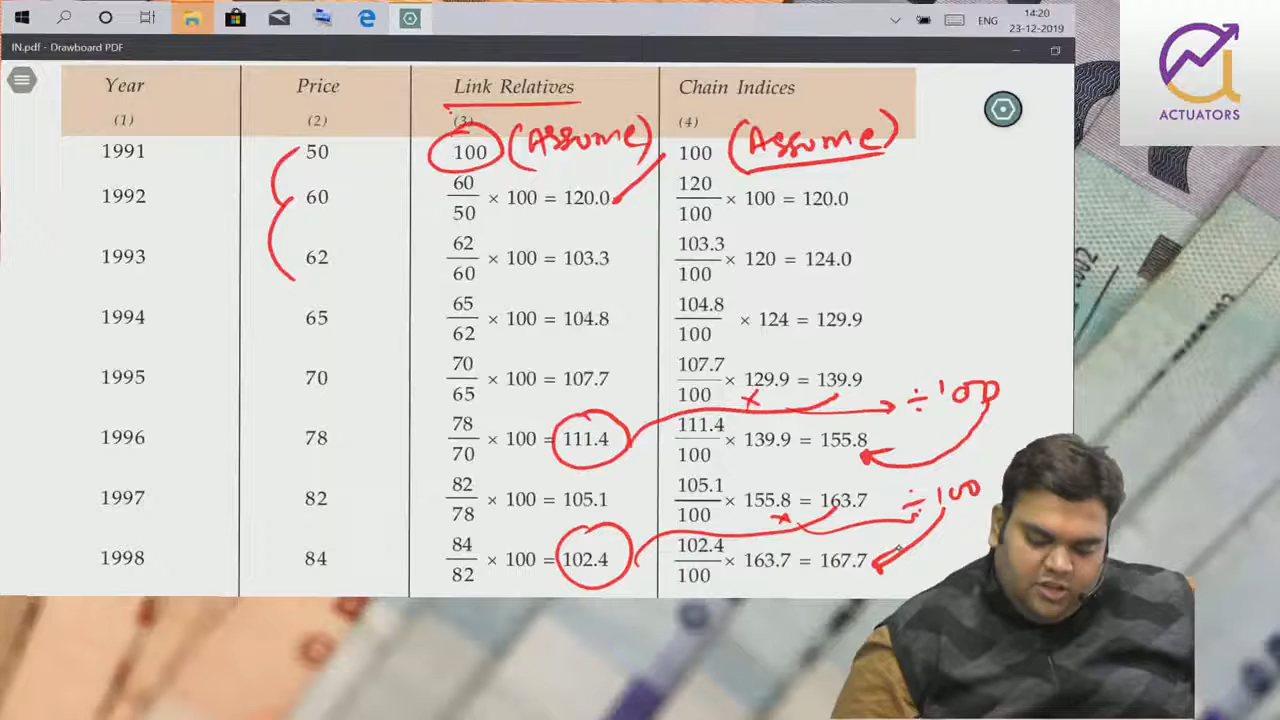 14:20
ENG
23-12-2019
IN.pdf - Drawboard PDF
ACTUATORS
Year Price Link Relatives Chain Indices
(1) (2) (3) (4)
1991 50 100 (Assume) 100 (Assume)
1992 60 60/50 × 100 = 120.0 120/100 × 100 = 120.0
1993 62 62/60 × 100 = 103.3 103.3/100 × 120 = 124.0
1994 65 65/62 × 100 = 104.8 104.8/100 × 124 = 129.9
1995 70 70/65 × 100 = 107.7 107.7/100 × 129.9 = 139.9
× ÷ 100
1996 78 78/70 × 100 = 111.4 111.4/100 × 139.9 = 155.8
1997 82 82/78 × 100 = 105.1 105.1/100 × 155.8 = 163.7 ÷ 100
×
1998 84 84/82 × 100 = 102.4 102.4/100 × 163.7 = 167.7